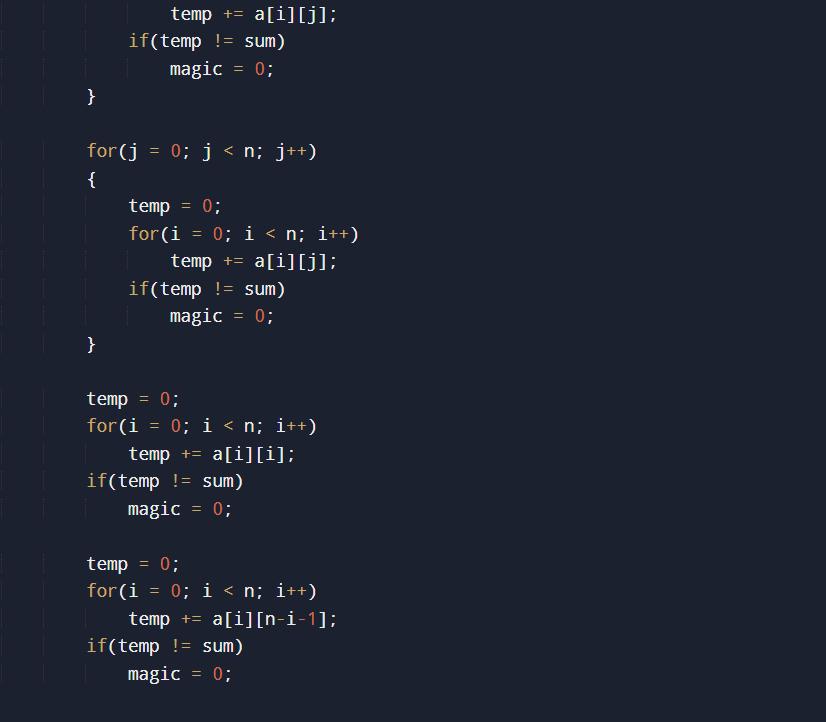 temp += a[i][j];
if(temp != sum)
magic = 0;
}
for(j = 0; j < n; j++)
{
temp = 0;
for(i = 0; i < n; i++)
temp += a[i][j];
if(temp != sum)
magic = 0;
}
temp = 0;
for(i = 0; i < n; i++)
temp += a[i][i];
if(temp != sum)
magic = 0;
temp = 0;
for(i = 0; i < n; i++)
temp += a[i][n-i-1];
if(temp != sum)
magic = 0;